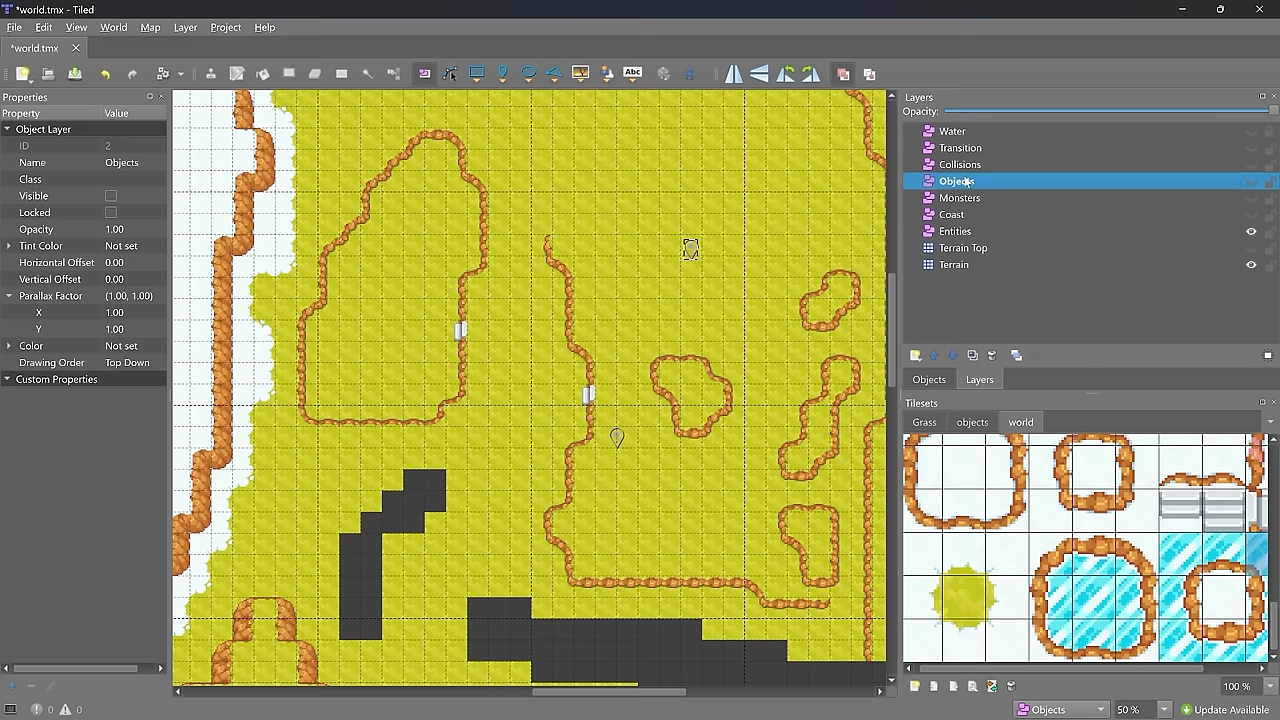 *world.tmx - Tiled
File Edit View World Map Layer Project Help
*world.tmx
Abc
Properties
Property Value
Object Layer
ID 2
Name Objects
Class
Visible
Locked
Opacity 1.00
Tint Color Not set
Horizontal Offset 0.00
Vertical Offset 0.00
Parallax Factor (1.00, 1.00)
X 1.00
Y 1.00
Color Not set
Drawing Order Top Down
Custom Properties
0 0
Layers
Opacity:
Water
Transition
Collisions
Objects
Monsters
Coast
Entities
Terrain Top
Terrain
Objects Layers
Tilesets
Grass objects world
100 %
Objects 50 % Update Available